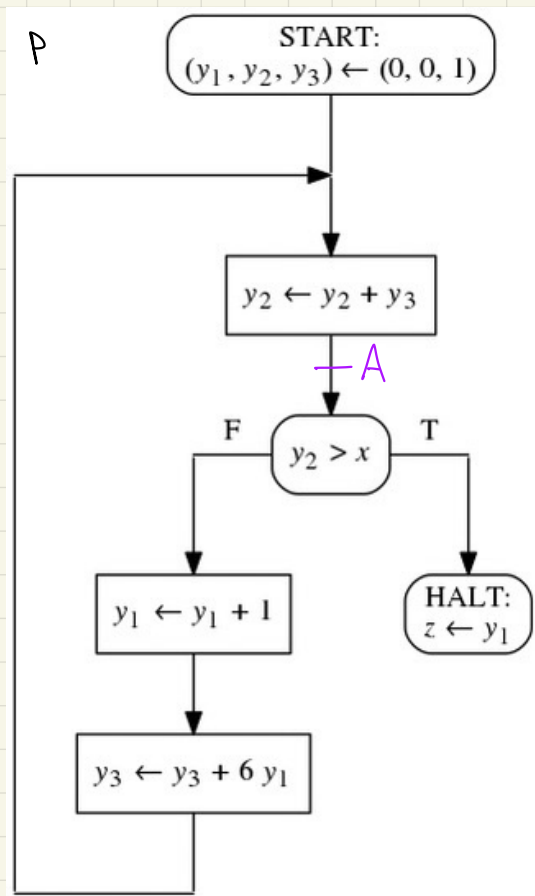 P
START:
(y₁, y₂, y₃) ← (0, 0, 1)
y₂ ← y₂ + y₃
A
F
T
y₂ > x
y₁ ← y₁ + 1
HALT:
z ← y₁
y₃ ← y₃ + 6 y₁